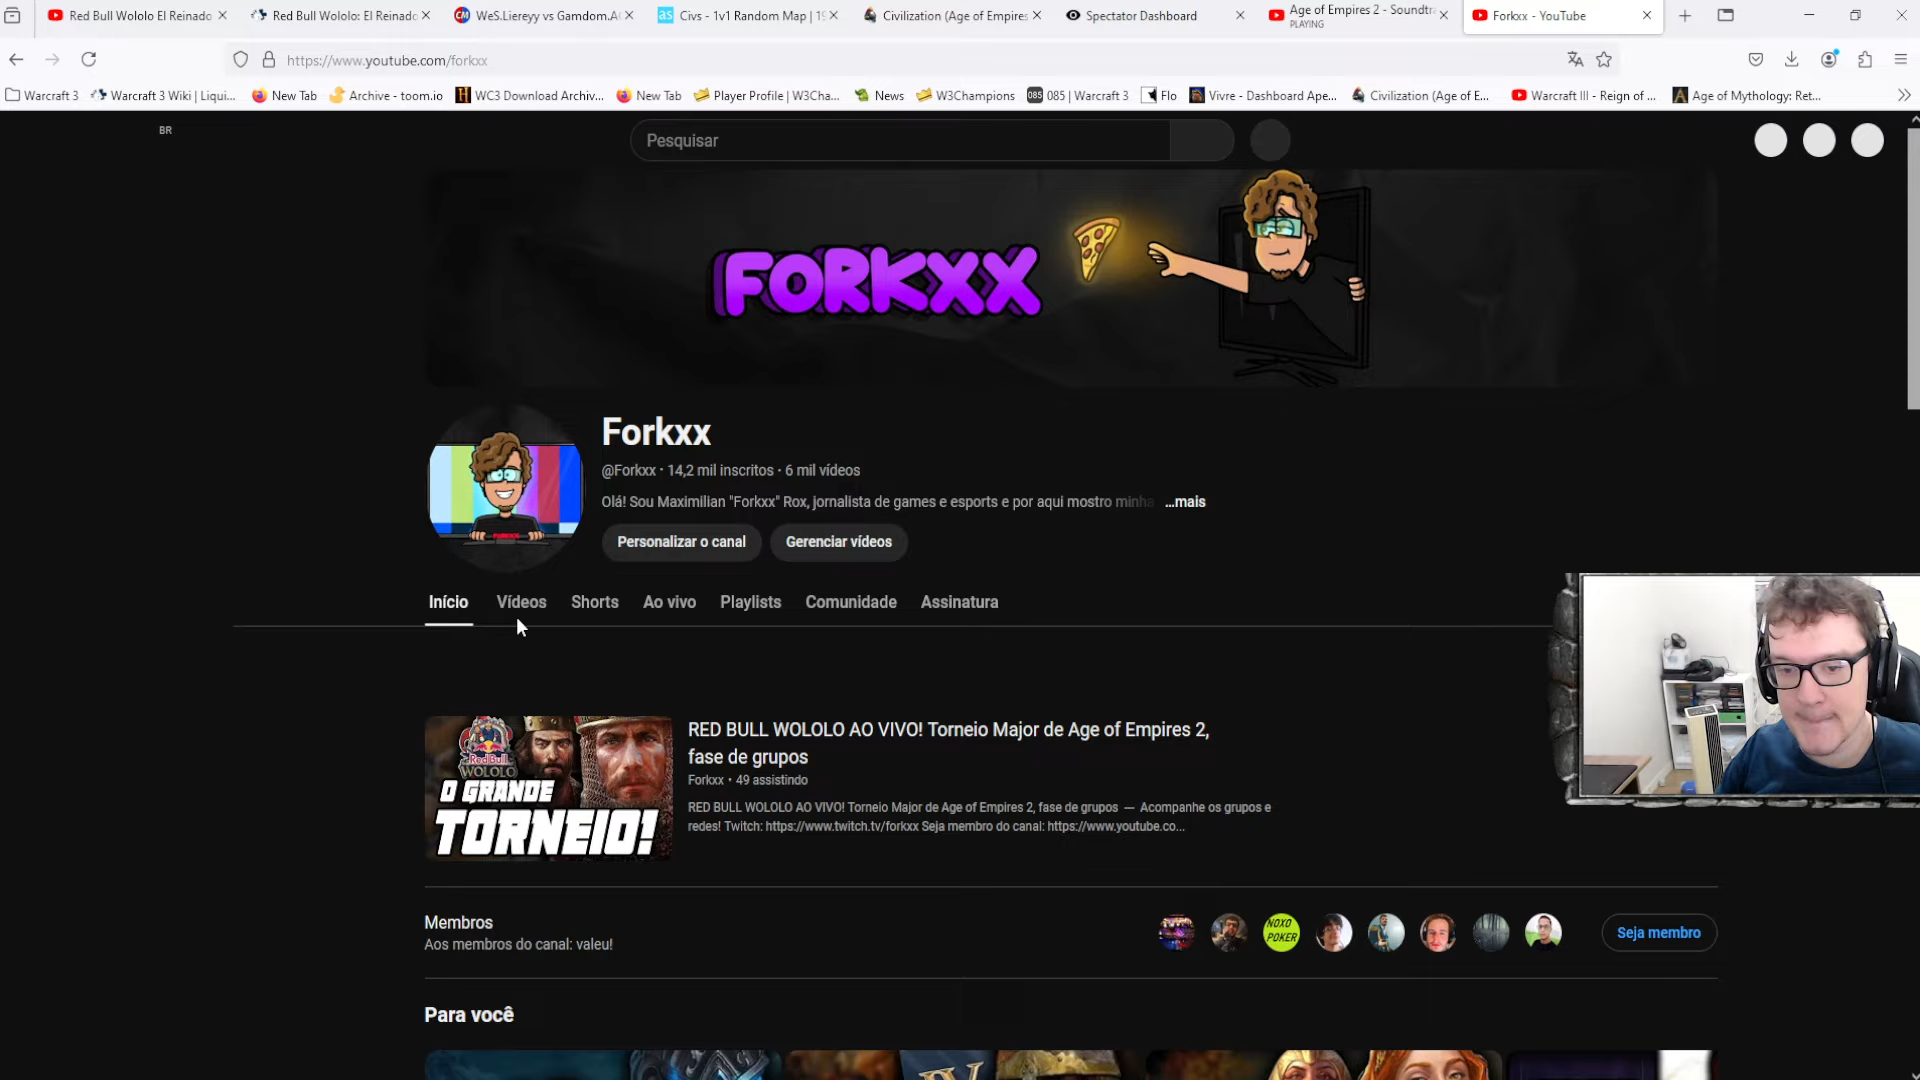 Red Bull Wololo El Reinado
Red Bull Wololo: El Reinado
WeS.Liereyy vs Gamdom.A
Civs - 1v1 Random Map | 1
Civilization (Age of Empires
Spectator Dashboard
Age of Empires 2 - Soundtr
PLAYING
Forkxx - YouTube
https://www.youtube.com/forkxx
Warcraft 3
Warcraft 3 Wiki | Liqui...
New Tab
Archive - toom.io
WC3 Download Archiv...
New Tab
Player Profile | W3Cha...
News
W3Champions
085 | Warcraft 3
Flo
Vivre - Dashboard Ape...
Civilization (Age of E...
Warcraft III - Reign of ...
Age of Mythology: Ret...
BR
Pesquisar
FORKXX
Forkxx
@Forkxx • 14,2 mil inscritos • 6 mil vídeos
Olá! Sou Maximilian "Forkxx" Rox, jornalista de games e esports e por aqui mostro minha ...mais
Personalizar o canal
Gerenciar vídeos
FORKXX
Início
Vídeos
Shorts
Ao vivo
Playlists
Comunidade
Assinatura
RedBull
WOLOLO
O GRANDE
TORNEIO!
RED BULL WOLOLO AO VIVO! Torneio Major de Age of Empires 2,
fase de grupos
Forkxx • 49 assistindo
RED BULL WOLOLO AO VIVO! Torneio Major de Age of Empires 2, fase de grupos — Acompanhe os grupos e
redes! Twitch: https://www.twitch.tv/forkxx Seja membro do canal: https://www.youtube.co...
Membros
Aos membros do canal: valeu!
NOXO
POKER
Seja membro
Para você